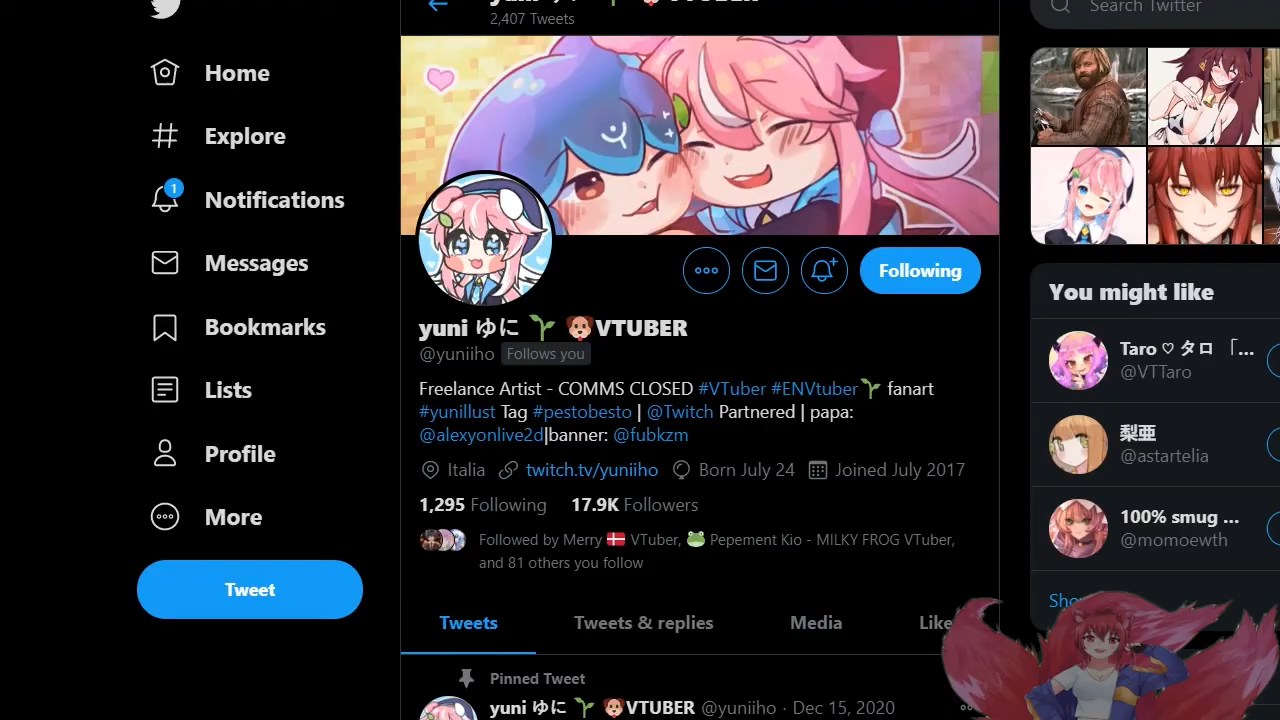 2,407 Tweets
Search Twitter
Home
Explore
1
Notifications
Messages
Bookmarks
Lists
Profile
More
Tweet
Following
yuni ゆに 🌱 🐶VTUBER
@yuniiho Follows you
Freelance Artist - COMMS CLOSED #VTuber #ENVtuber🌱 fanart
#yunillust Tag #pestobesto | @Twitch Partnered | papa:
@alexyonlive2d|banner: @fubkzm
Italia twitch.tv/yuniiho Born July 24 Joined July 2017
1,295 Following 17.9K Followers
Followed by Merry 🇩🇰 VTuber, 🐸 Pepement Kio - MILKY FROG VTuber,
and 81 others you follow
Tweets Tweets & replies Media Like
Pinned Tweet
yuni ゆに 🌱 🐶VTUBER @yuniiho · Dec 15, 2020
You might like
Taro ♡ タロ 「...
@VTTaro
梨亜
@astartelia
100% smug ...
@momoewth
Sho